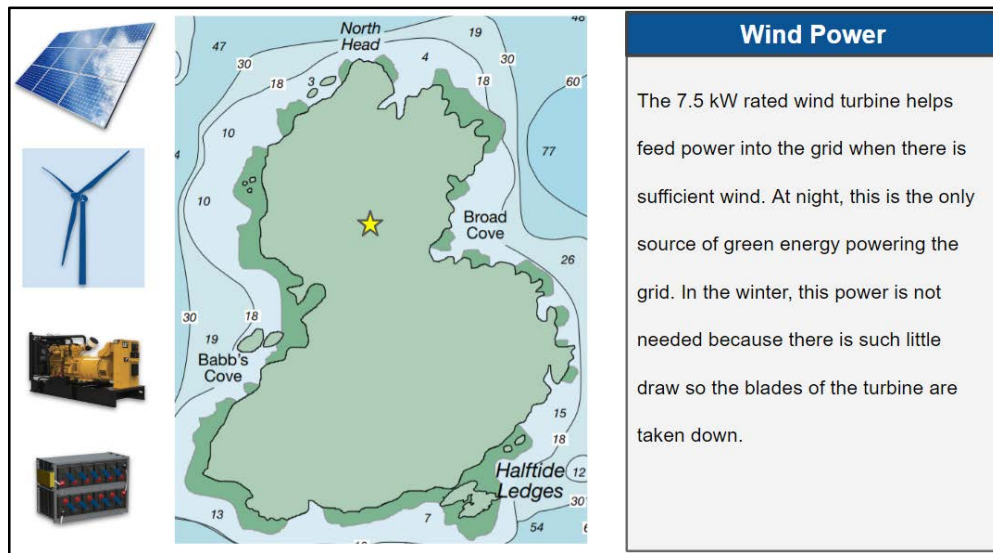 Wind Power
The 7.5 kW rated wind turbine helps
feed power into the grid when there is
sufficient wind. At night, this is the only
source of green energy powering the
grid. In the winter, this power is not
needed because there is such little
draw so the blades of the turbine are
taken down.
North
Head
48
47
19
30
4
30
18
3
18
60
10
77
4
10
Broad
Cove
26
30
18
19
Babb's
Cove
15
18
Halftide
Ledges
12
30
13
7
54
6